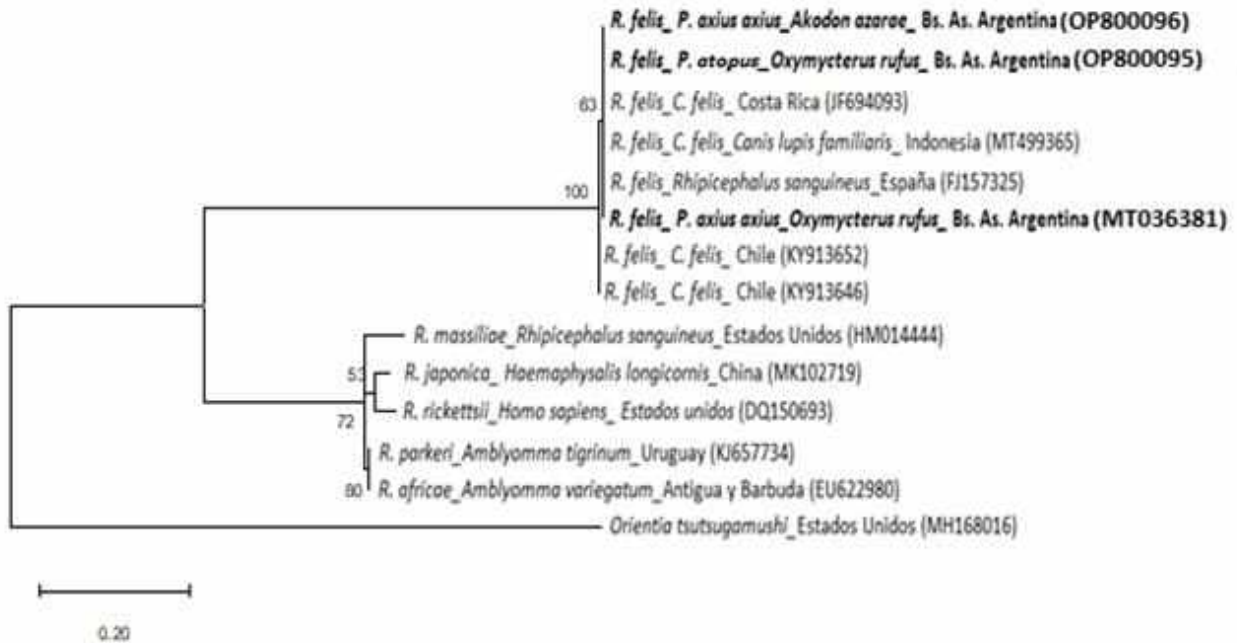 R. felis_ P. axius axius_Akodon azarae_ Bs. As. Argentina (OP800096)
R. felis_ P. atopus_Oxymycterus rufus_ Bs. As. Argentina (OP800095)
63
R. felis_C. felis_ Costa Rica (JF694093)
R. felis_C. felis_Canis lupis familiaris_ Indonesia (MT499365)
R. felis_Rhipicephalus sanguineus_España (FJ157325)
100
R. felis_ P. axius axius_Oxymycterus rufus_ Bs. As. Argentina (MT036381)
R. felis_ C. felis_ Chile (KY913652)
R. felis_ C. felis_ Chile (KY913646)
R. massiliae_Rhipicephalus sanguineus_Estados Unidos (HM014444)
53
R. japonica_ Haemaphysalis longicornis_China (MK102719)
R. rickettsii_Homo sapiens_ Estados unidos (DQ150693)
72
R. parkeri_Amblyomma tigrinum_Uruguay (KJ657734)
80
R. africae_Amblyomma variegatum_Antigua y Barbuda (EU622980)
Orientia tsutsugamushi_Estados Unidos (MH168016)
0.20